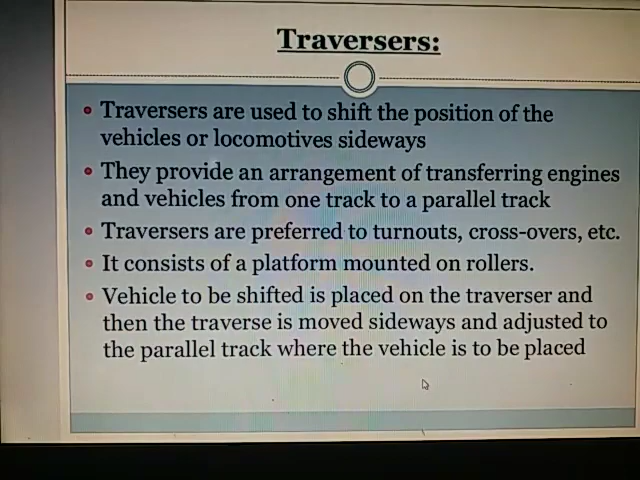 Traversers:
Traversers are used to shift the position of the
vehicles or locomotives sideways
They provide an arrangement of transferring engines
and vehicles from one track to a parallel track
Traversers are preferred to turnouts, cross-overs, etc.
It consists of a platform mounted on rollers.
Vehicle to be shifted is placed on the traverser and
then the traverse is moved sideways and adjusted to
the parallel track where the vehicle is to be placed